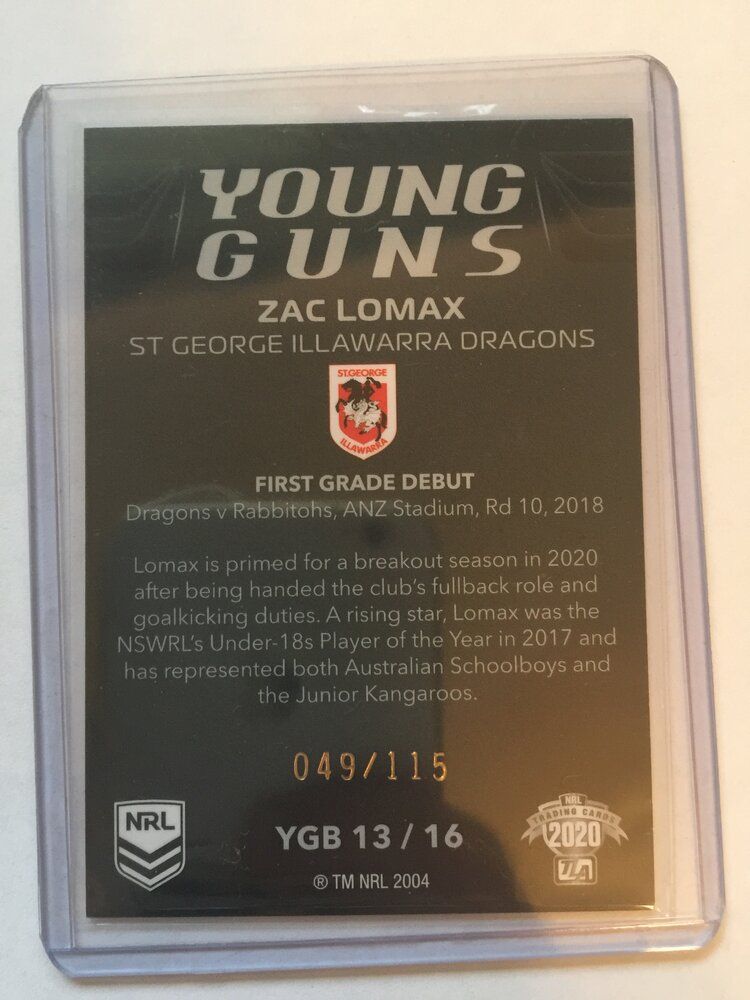 YOUNG
GUNS
ZAC LOMAX
ST GEORGE ILLAWARRA DRAGONS
ST.GEORGE
ILLAWARRA
FIRST GRADE DEBUT
Dragons v Rabbitohs, ANZ Stadium, Rd 10, 2018
Lomax is primed for a breakout season in 2020
after being handed the club's fullback role and
goalkicking duties. A rising star, Lomax was the
NSWRL's Under-18s Player of the Year in 2017 and
has represented both Australian Schoolboys and
the Junior Kangaroos.
049/115
NRL
YGB 13 / 16
® TM NRL 2004
NRL
TRADING CARDS
2020
TLA